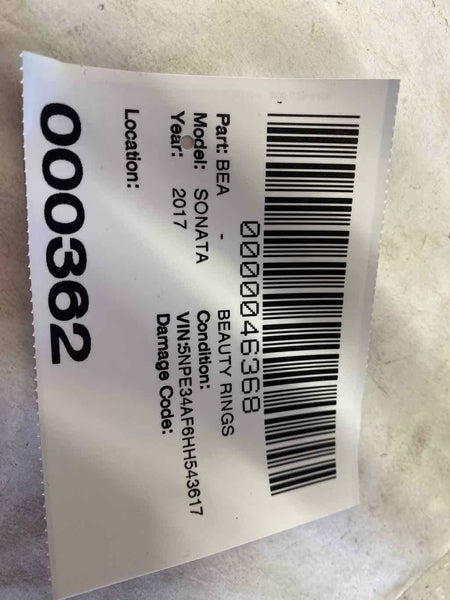 0000046368
Part: BEA - BEAUTY RINGS
Model: SONATA Condition:
Year: 2017 VIN:5NPE34AF6HH543617
Damage Code:
Location:
000362